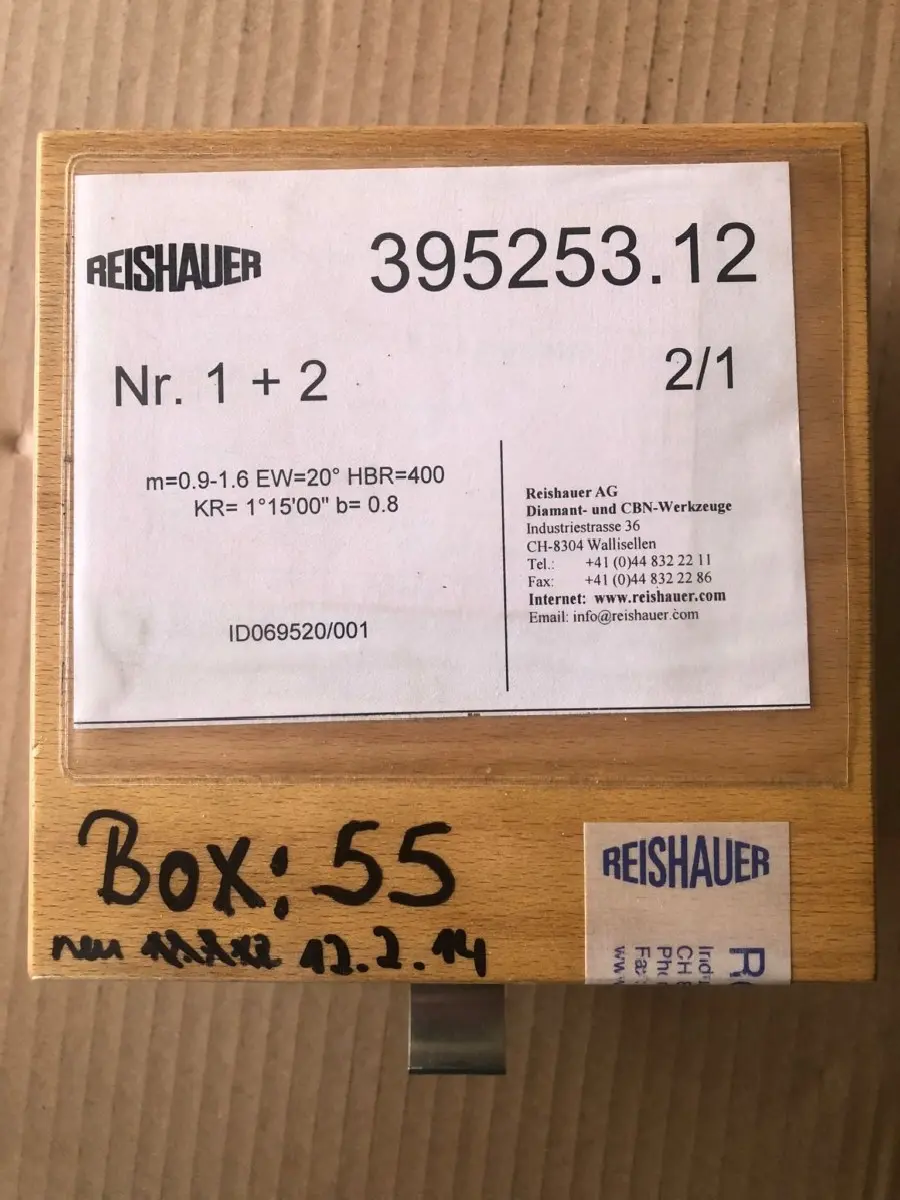 REISHAUER
395253.12
Nr. 1 + 2
2/1
m=0.9-1.6 EW=20° HBR=400
KR= 1°15'00" b= 0.8
ID069520/001
Reishauer AG
Diamant- und CBN-Werkzeuge
Industriestrasse 36
CH-8304 Wallisellen
Tel.: +41 (0)44 832 22 11
Fax: +41 (0)44 832 22 86
Internet: www.reishauer.com
Email: info@reishauer.com
Box: 55
neu 12.2.14
REISHAUER
CH